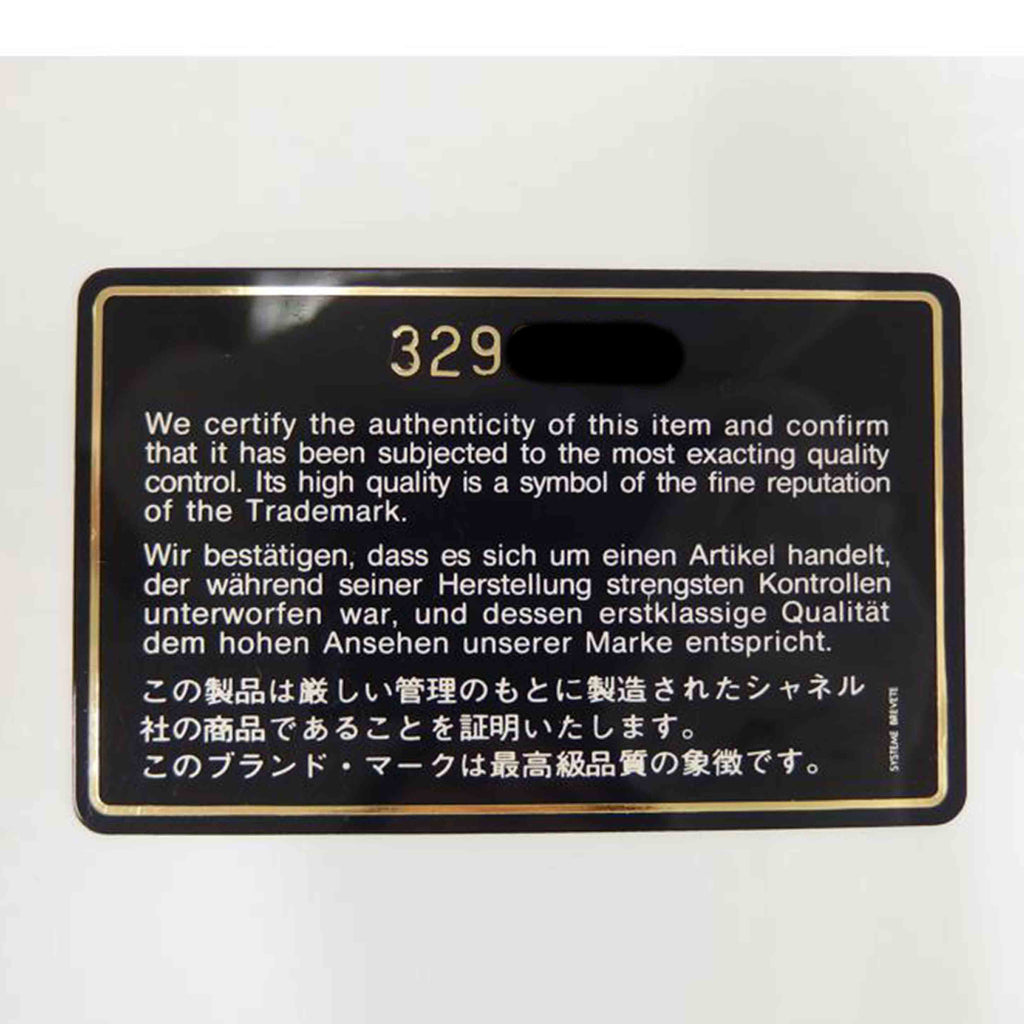 329
We certify the authenticity of this item and confirm
that it has been subjected to the most exacting quality
control. Its high quality is a symbol of the fine reputation
of the Trademark.
Wir bestätigen, dass es sich um einen Artikel handelt,
der während seiner Herstellung strengsten Kontrollen
unterworfen war, und dessen erstklassige Qualität
dem hohen Ansehen unserer Marke entspricht.
この製品は厳しい管理のもとに製造されたシャネル
社の商品であることを証明いたします。
このブランド・マークは最高級品質の象徴です。
SYSTEME BREVETE